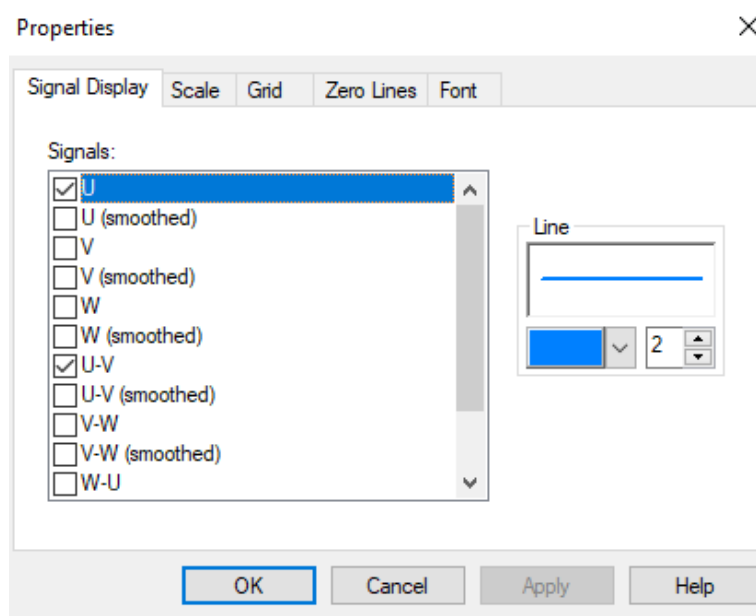 Properties
Signal Display Scale Grid Zero Lines Font
Signals:
U
U (smoothed)
V
V (smoothed)
W
W (smoothed)
U-V
U-V (smoothed)
V-W
V-W (smoothed)
W-U
Line
2
OK Cancel Apply Help